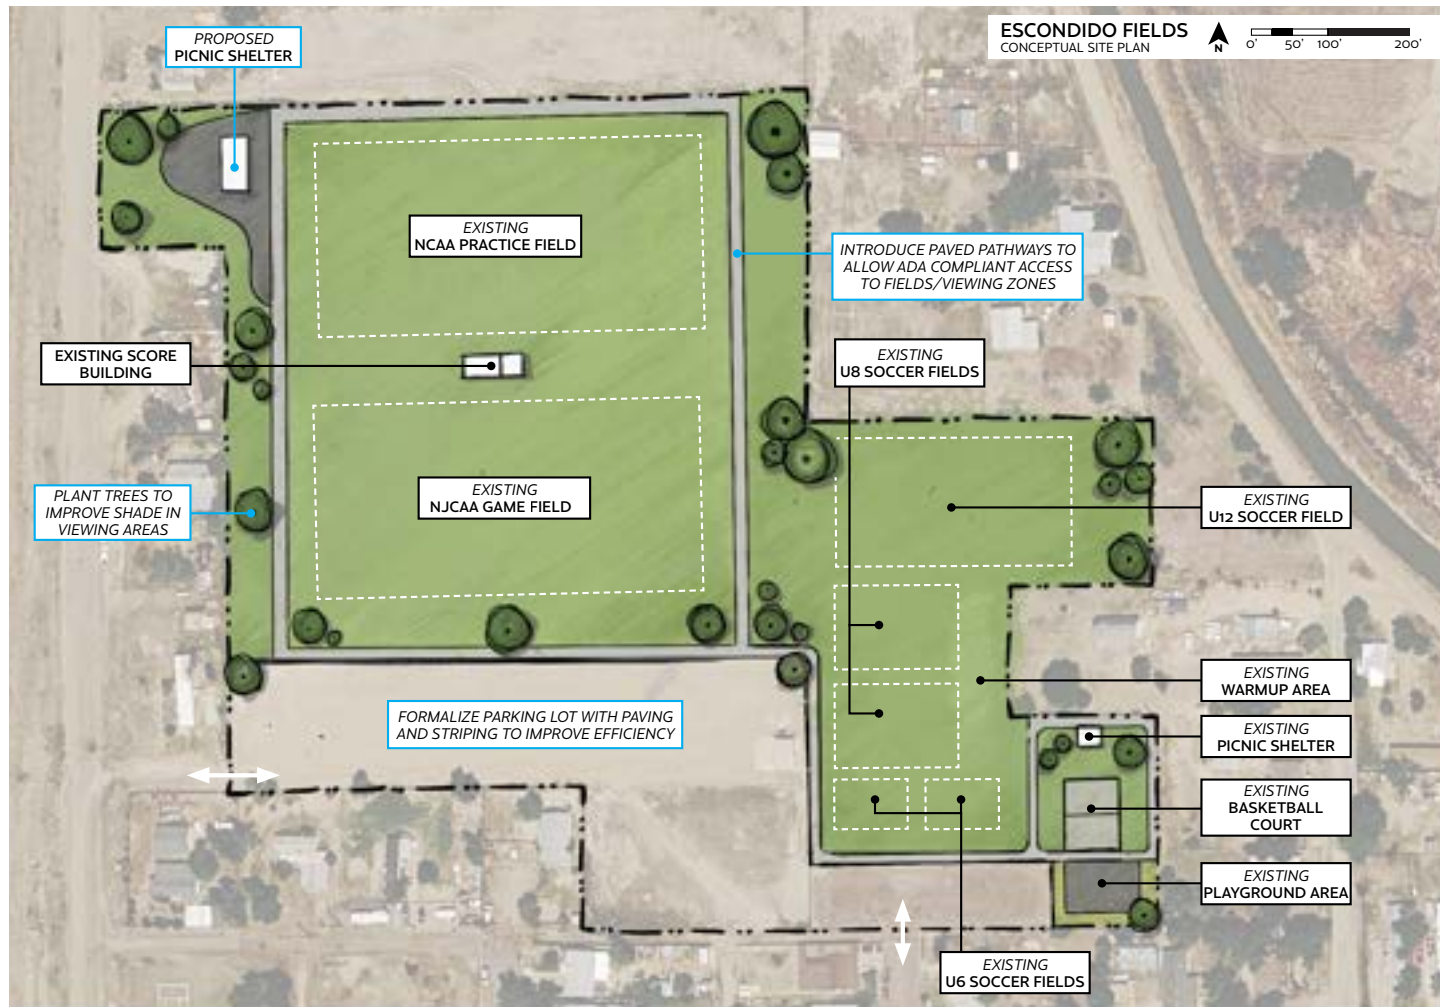 ESCONDIDO FIELDS
CONCEPTUAL SITE PLAN
N
0' 50' 100' 200'
PROPOSED
PICNIC SHELTER
EXISTING
NCAA PRACTICE FIELD
INTRODUCE PAVED PATHWAYS TO
ALLOW ADA COMPLIANT ACCESS
TO FIELDS/VIEWING ZONES
EXISTING SCORE
BUILDING
EXISTING
U8 SOCCER FIELDS
EXISTING
NJCAA GAME FIELD
PLANT TREES TO
IMPROVE SHADE IN
VIEWING AREAS
EXISTING
U12 SOCCER FIELD
EXISTING
WARMUP AREA
FORMALIZE PARKING LOT WITH PAVING
AND STRIPING TO IMPROVE EFFICIENCY
EXISTING
PICNIC SHELTER
EXISTING
BASKETBALL
COURT
EXISTING
PLAYGROUND AREA
EXISTING
U6 SOCCER FIELDS